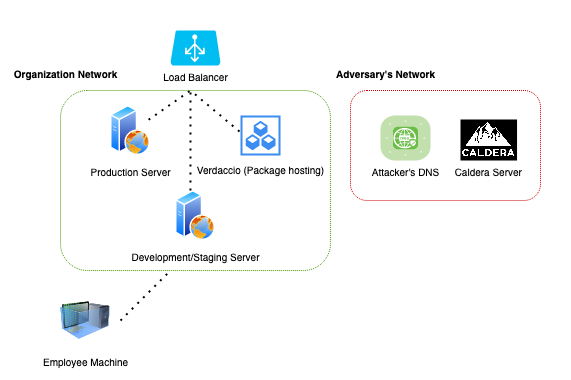 Organization Network
Load Balancer
Adversary's Network
Production Server
Verdaccio (Package hosting)
Attacker's DNS
CALDERA
Caldera Server
Development/Staging Server
Employee Machine